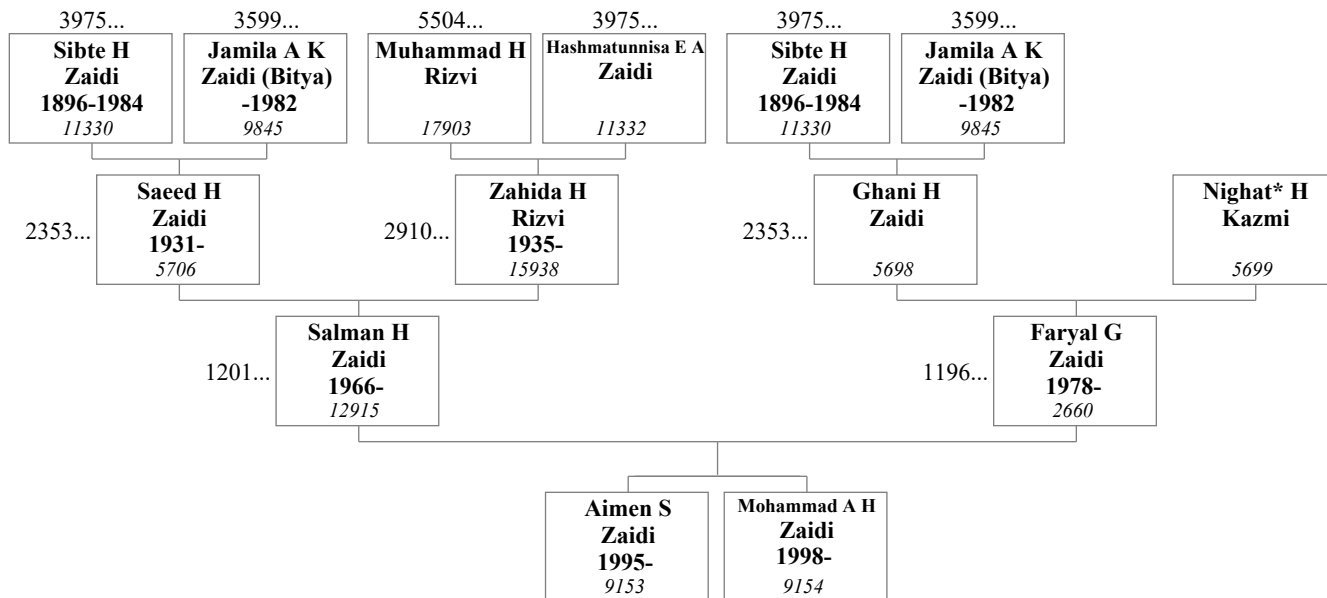 3975... 3599... 5504... 3975... 3975... 3599...
Sibte H
Zaidi
1896-1984
11330
Jamila A K
Zaidi (Bitya)
-1982
9845
Muhammad H
Rizvi
17903
Hashmatunnisa E A
Zaidi
11332
Sibte H
Zaidi
1896-1984
11330
Jamila A K
Zaidi (Bitya)
-1982
9845
2353...
Saeed H
Zaidi
1931-
5706
2910...
Zahida H
Rizvi
1935-
15938
2353...
Ghani H
Zaidi
5698
Nighat* H
Kazmi
5699
1201...
Salman H
Zaidi
1966-
12915
1196...
Faryal G
Zaidi
1978-
2660
Aimen S
Zaidi
1995-
9153
Mohammad A H
Zaidi
1998-
9154